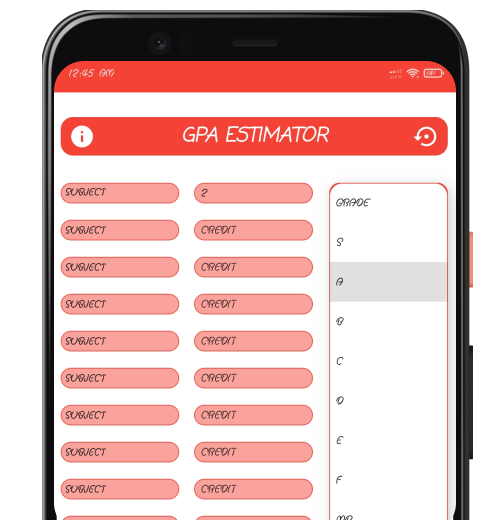 12:45 AM
GPA ESTIMATOR
SUBJECT 2 GRADE
SUBJECT CREDIT S
SUBJECT CREDIT A
SUBJECT CREDIT B
SUBJECT CREDIT C
SUBJECT CREDIT D
SUBJECT CREDIT E
SUBJECT CREDIT F
SUBJECT CREDIT